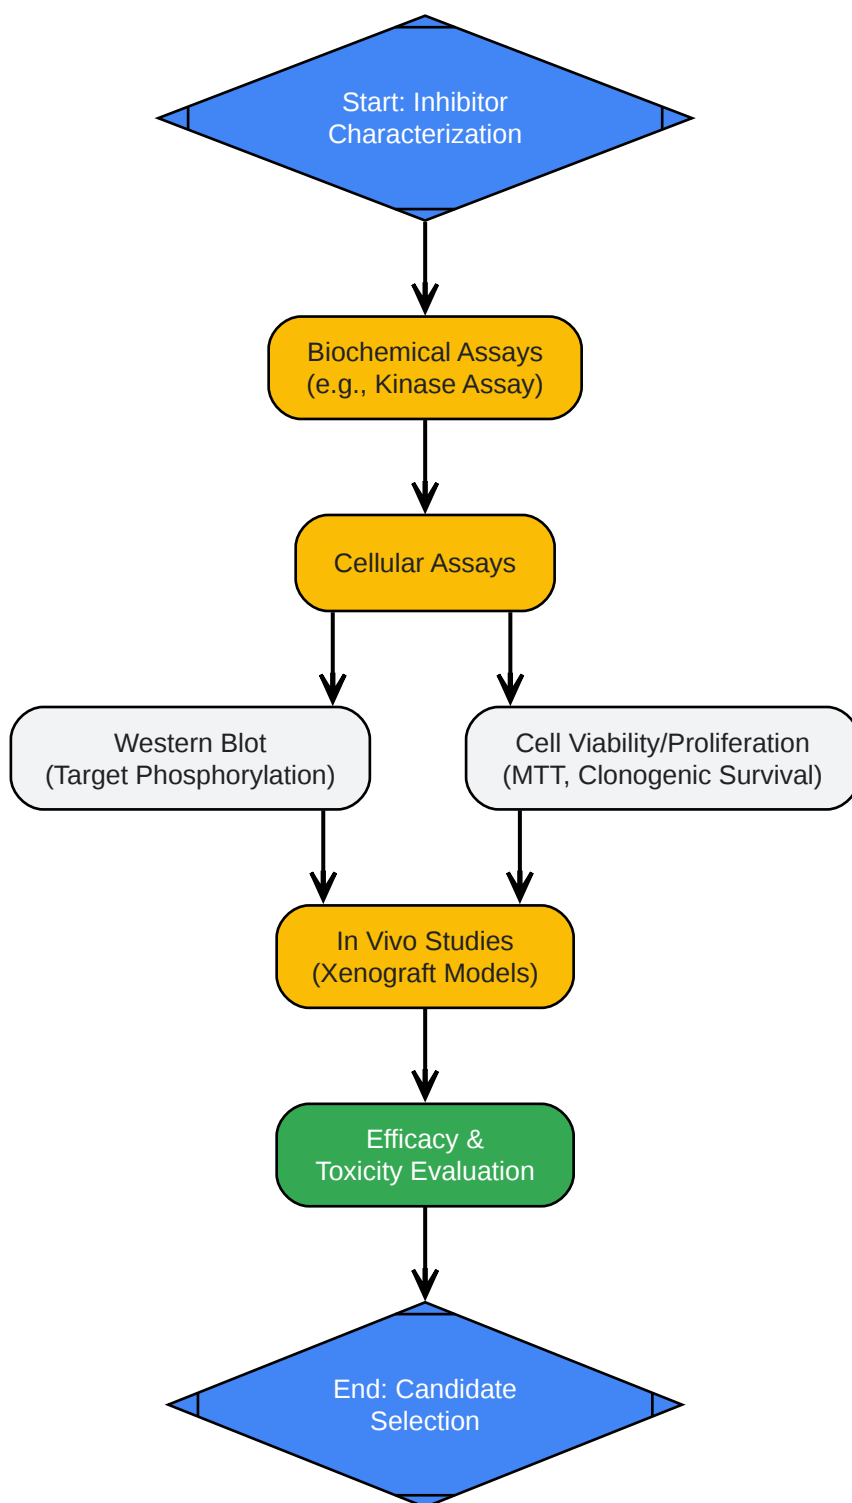 Start: Inhibitor
Characterization
Biochemical Assays
(e.g., Kinase Assay)
Cellular Assays
Western Blot
(Target Phosphorylation)
Cell Viability/Proliferation
(MTT, Clonogenic Survival)
In Vivo Studies
(Xenograft Models)
Efficacy &
Toxicity Evaluation
End: Candidate
Selection